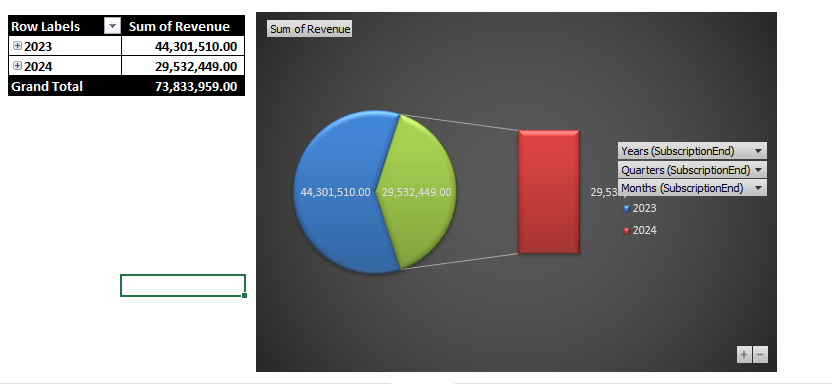 Row Labels Sum of Revenue
2023 44,301,510.00
2024 29,532,449.00
Grand Total 73,833,959.00
Sum of Revenue
44,301,510.00 29,532,449.00
29,53
Years (SubscriptionEnd)
Quarters (SubscriptionEnd)
Months (SubscriptionEnd)
2023
2024